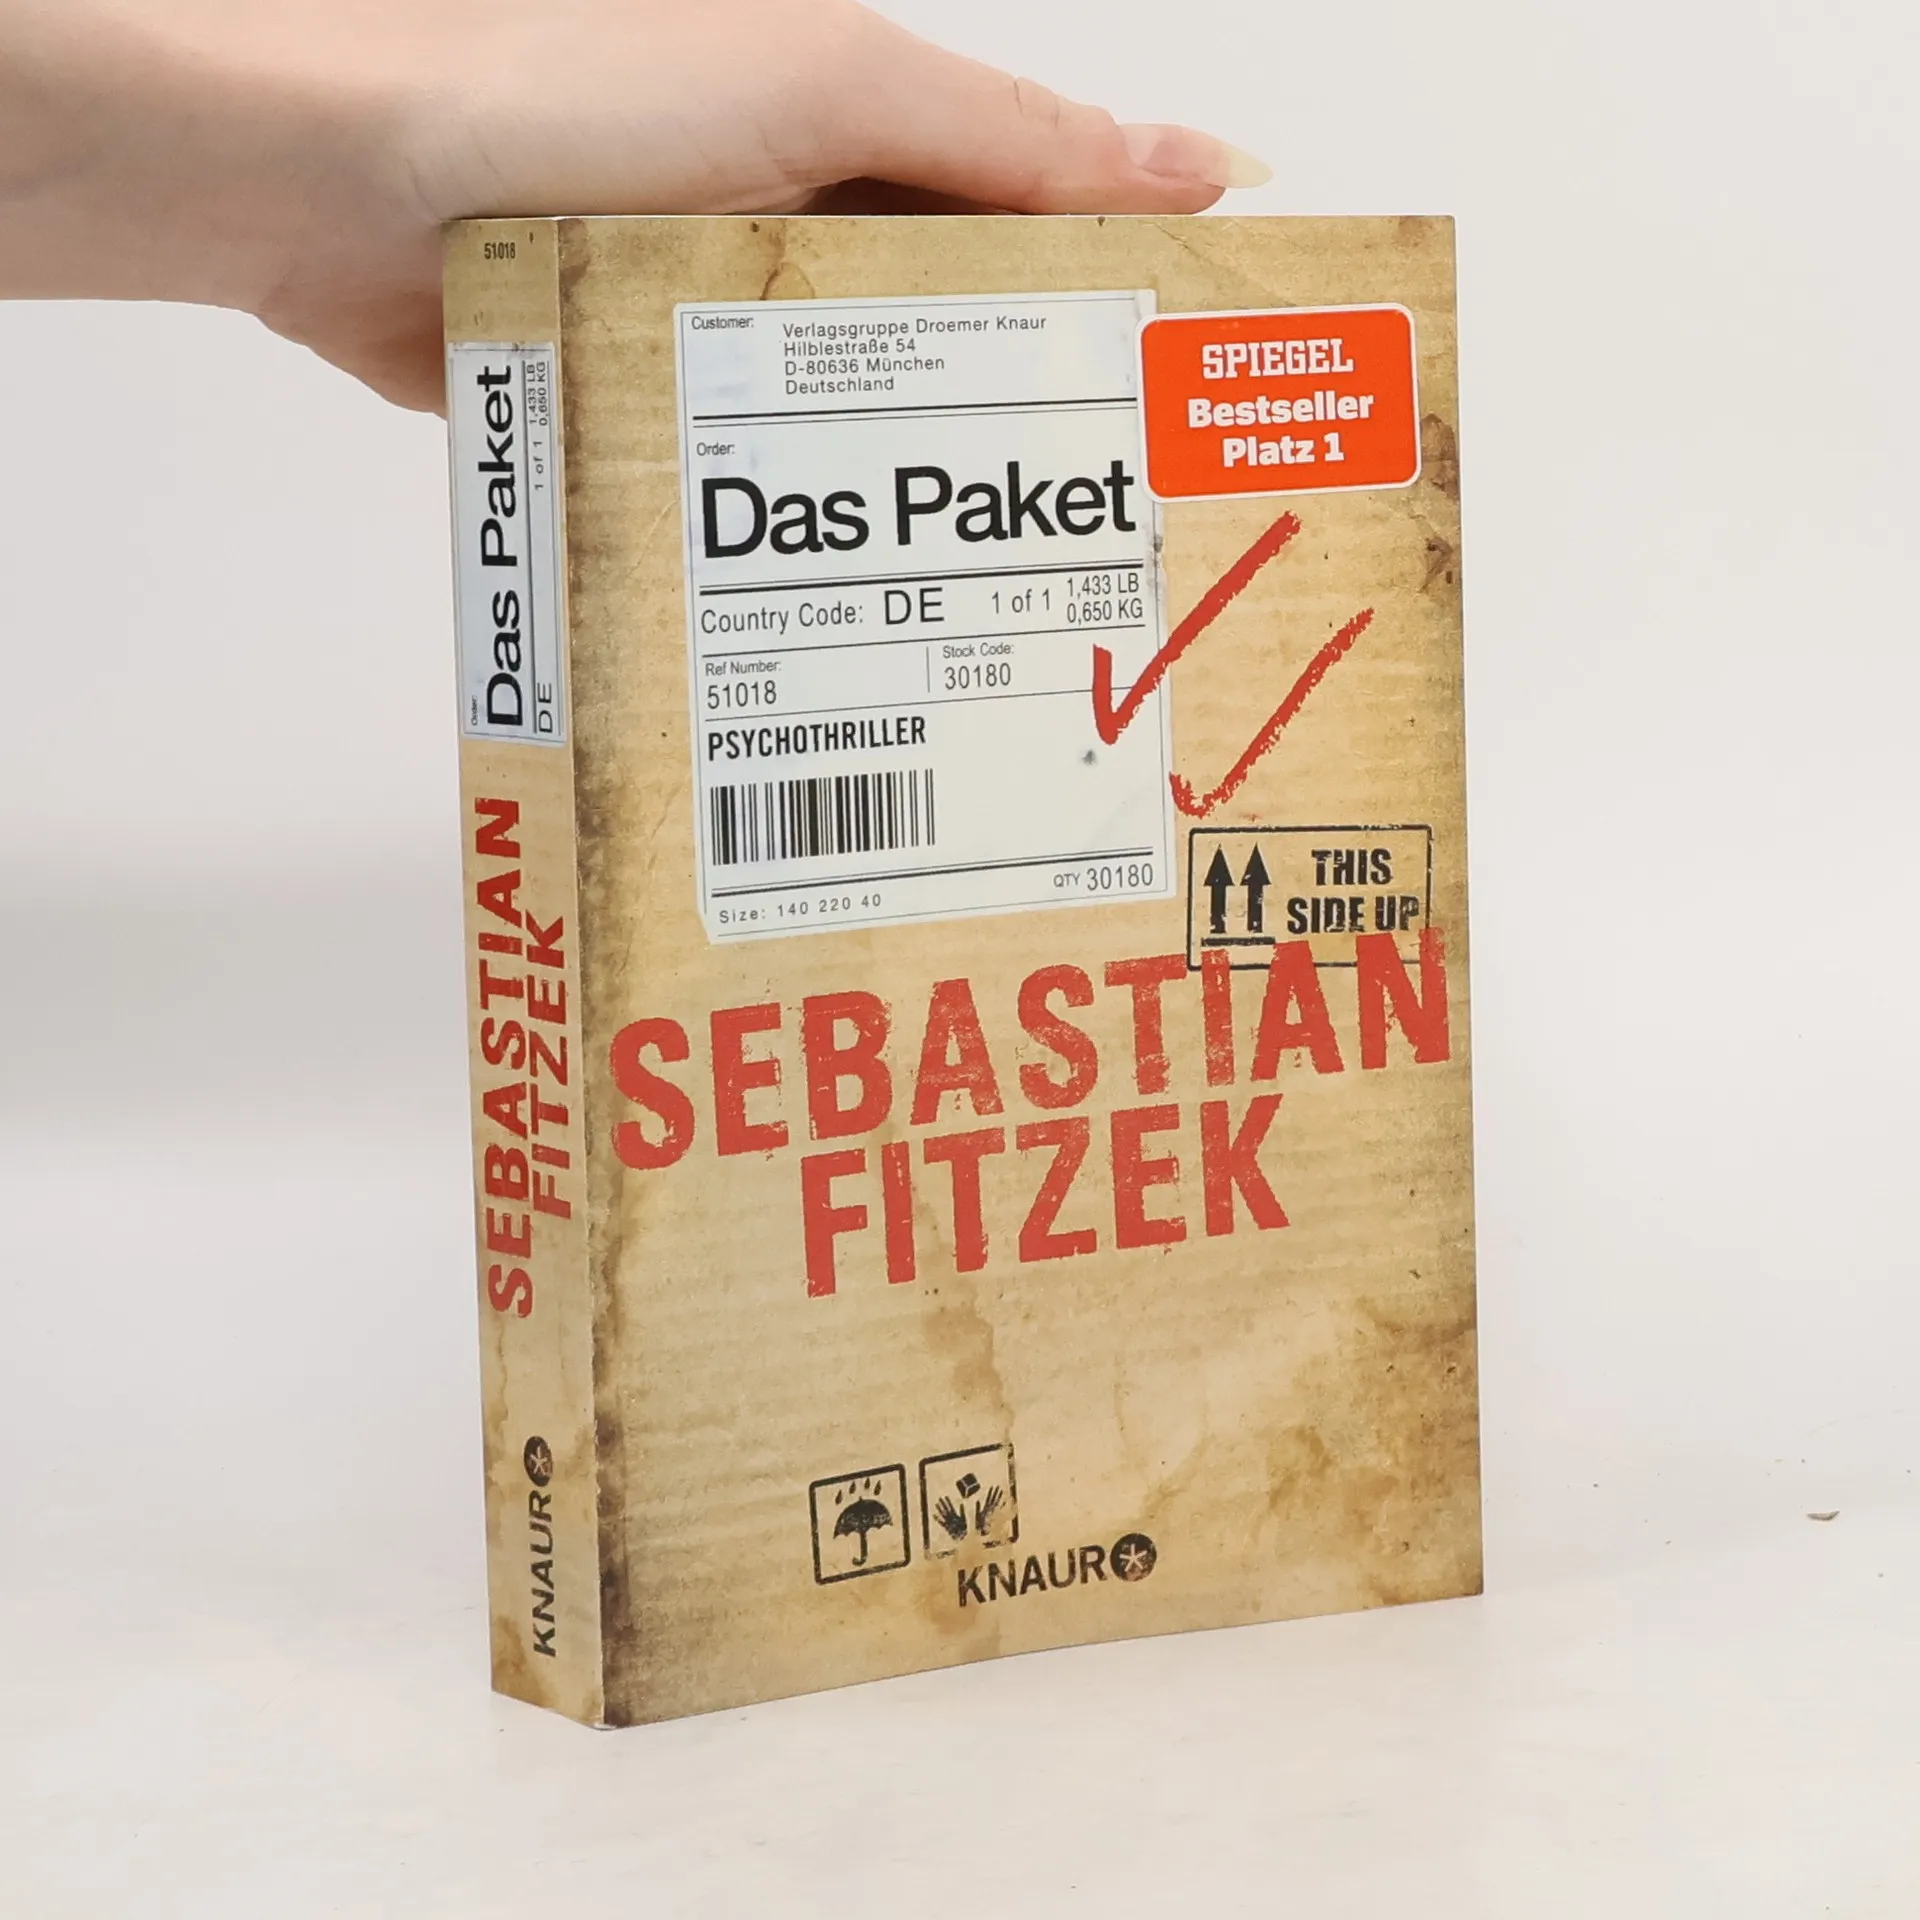 51018
Das Paket
Order:
DE
1 of 1
1,433 LB
0,650 KG
SEBASTIAN
FITZEK
KNAUR
Customer:
Verlagsgruppe Droemer Knaur
Hilblestraße 54
D-80636 München
Deutschland
SPIEGEL
Bestseller
Platz 1
Order:
Das Paket
Country Code: DE 1 of 1 1,433 LB
0,650 KG
Ref Number:
51018
Stock Code:
30180
PSYCHOTHRILLER
QTY 30180
Size: 140 220 40
THIS
SIDE UP
SEBASTIAN
FITZEK
KNAUR